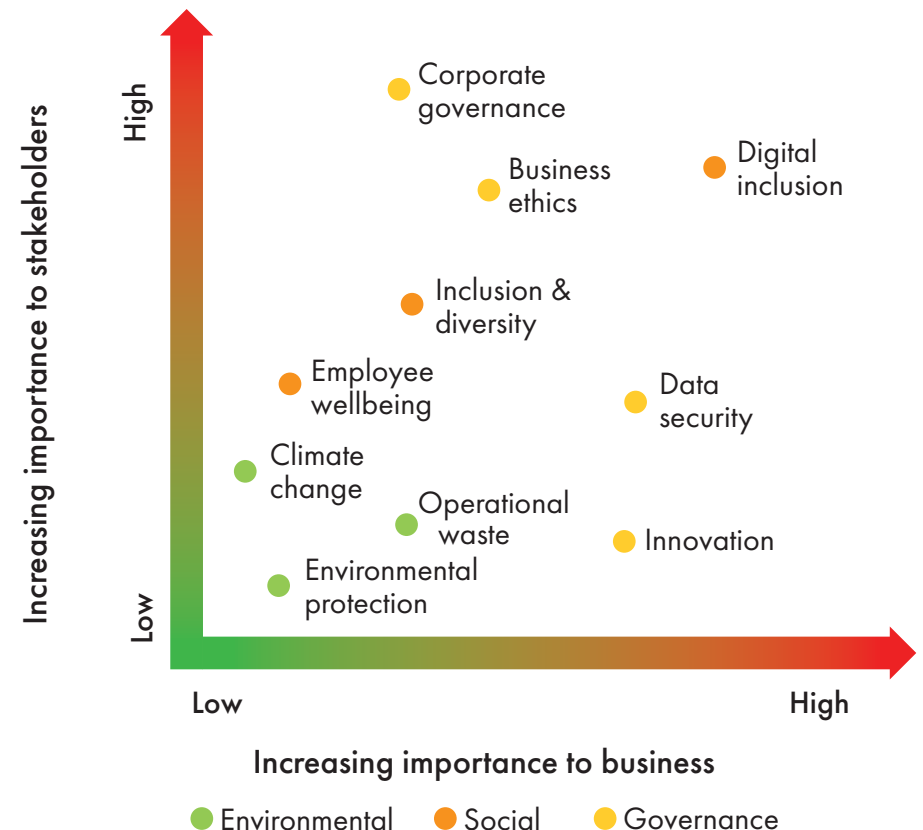 Increasing importance to stakeholders
High
Low
Corporate
governance
Business
ethics
Digital
inclusion
Inclusion &
diversity
Employee
wellbeing
Data
security
Climate
change
Operational
waste
Innovation
Environmental
protection
Low
High
Increasing importance to business
Environmental
Social
Governance